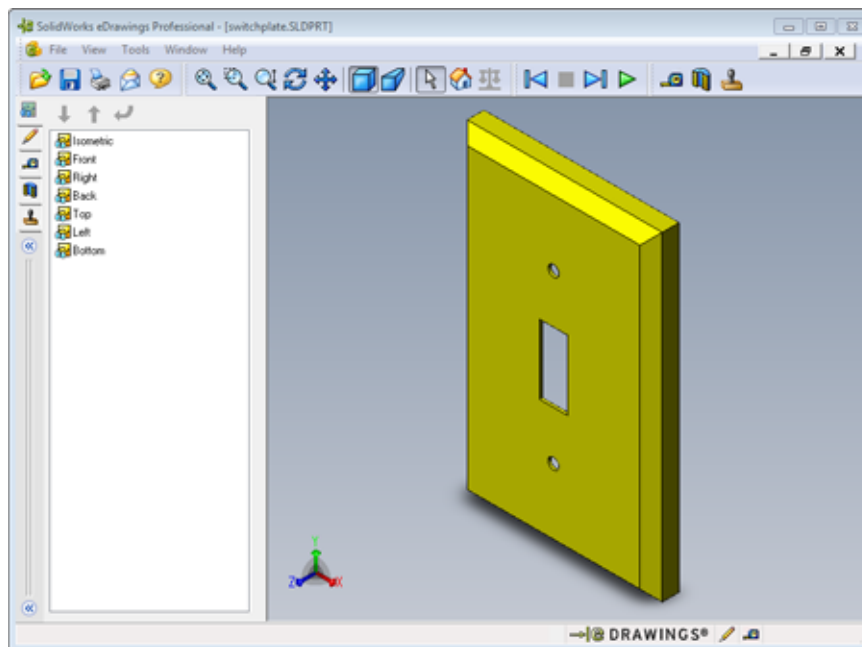 SolidWorks eDrawings Professional - [switchplate.SLDPRT]
File View Tools Window Help
Isometric
Front
Right
Back
Top
Left
Bottom
Y
Z X
DRAWINGS®